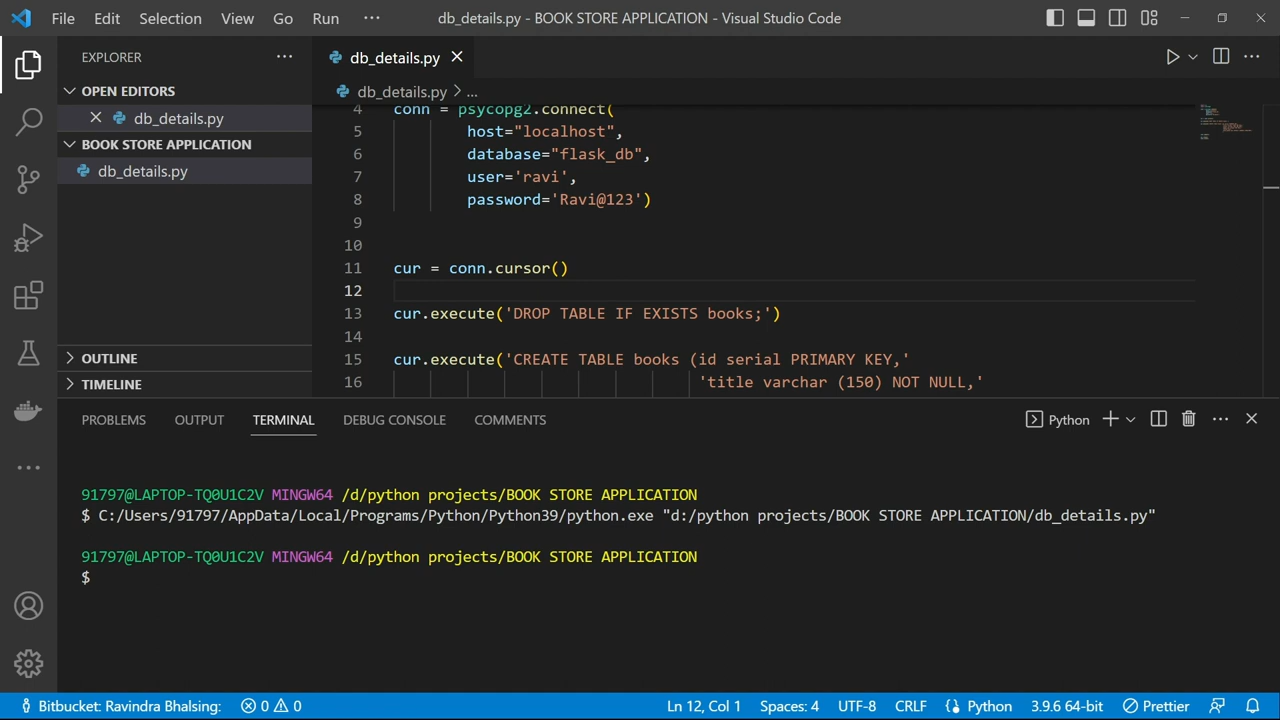 File Edit Selection View Go Run ··· db_details.py - BOOK STORE APPLICATION - Visual Studio Code
EXPLORER ···
OPEN EDITORS
db_details.py
BOOK STORE APPLICATION
db_details.py
OUTLINE
TIMELINE
db_details.py
db_details.py > ...
4 conn = psycopg2.connect(
5 host="localhost",
6 database="flask_db",
7 user='ravi',
8 password='Ravi@123')
9
10
11 cur = conn.cursor()
12
13 cur.execute('DROP TABLE IF EXISTS books;')
14
15 cur.execute('CREATE TABLE books (id serial PRIMARY KEY,'
16 'title varchar (150) NOT NULL,'
PROBLEMS OUTPUT TERMINAL DEBUG CONSOLE COMMENTS Python
91797@LAPTOP-TQ0U1C2V MINGW64 /d/python projects/BOOK STORE APPLICATION
$ C:/Users/91797/AppData/Local/Programs/Python/Python39/python.exe "d:/python projects/BOOK STORE APPLICATION/db_details.py"
91797@LAPTOP-TQ0U1C2V MINGW64 /d/python projects/BOOK STORE APPLICATION
$
Bitbucket: Ravindra Bhalsing: 0 0 Ln 12, Col 1 Spaces: 4 UTF-8 CRLF Python 3.9.6 64-bit Prettier